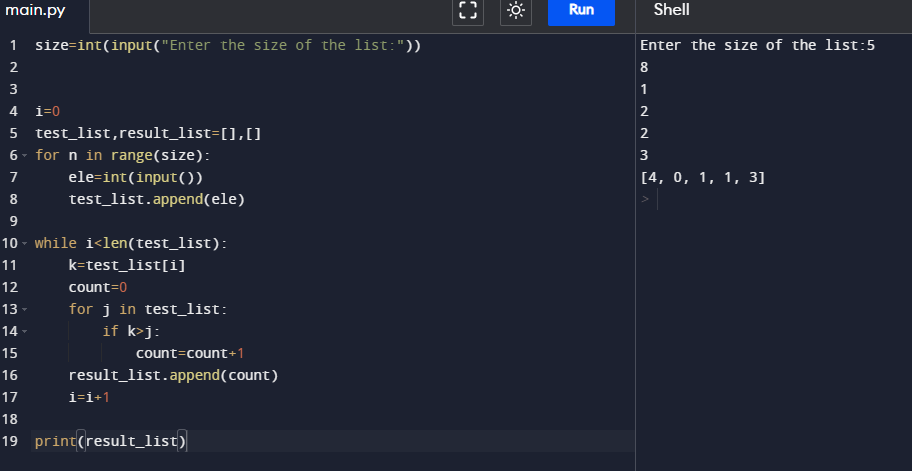 main.py Run Shell
1 size=int(input("Enter the size of the list:"))
2
3
4 i=0
5 test_list,result_list=[],[]
6 for n in range(size):
7     ele=int(input())
8     test_list.append(ele)
9
10 while i<len(test_list):
11     k=test_list[i]
12     count=0
13     for j in test_list:
14         if k>j:
15             count=count+1
16     result_list.append(count)
17     i=i+1
18
19 print(result_list)
Enter the size of the list:5
8
1
2
2
3
[4, 0, 1, 1, 3]
>